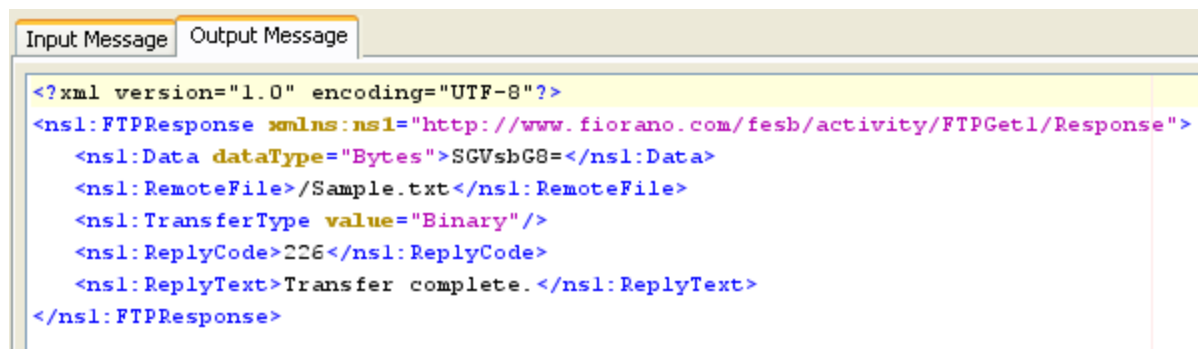 Input Message
Output Message
<?xml version="1.0" encoding="UTF-8"?>
<ns1:FTPResponse xmlns:ns1="http://www.fiorano.com/fesb/activity/FTPGet1/Response">
<ns1:Data dataType="Bytes">SGVsbG8=</ns1:Data>
<ns1:RemoteFile>/Sample.txt</ns1:RemoteFile>
<ns1:TransferType value="Binary"/>
<ns1:ReplyCode>226</ns1:ReplyCode>
<ns1:ReplyText>Transfer complete.</ns1:ReplyText>
</ns1:FTPResponse>